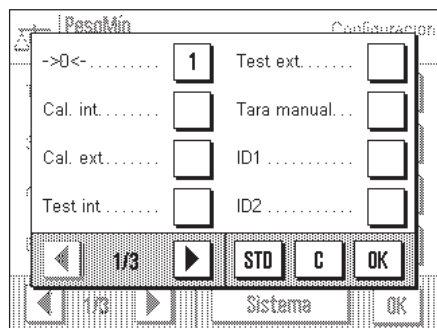 PesoMín Configuracion
->0<-......... 1 Test ext.......
Cal. int........ Tara manual...
Cal. ext........ ID1 ............
Test int ........ ID2 ............
1/3 STD C OK
1/3 Sistema OK